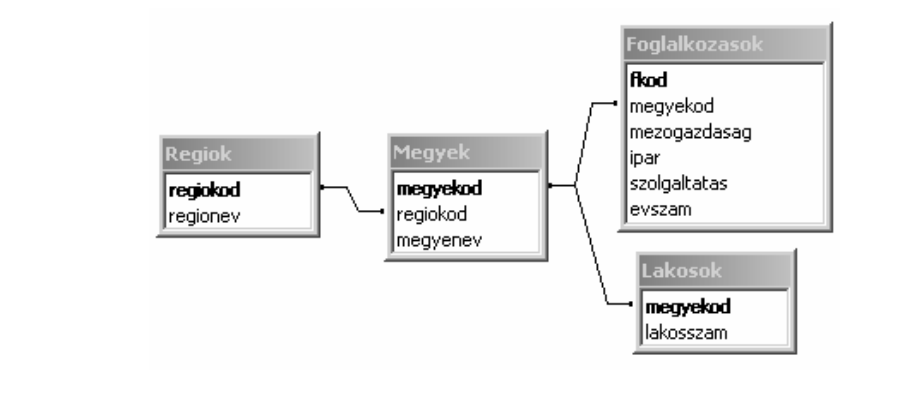 Regiok
regiokod
regionev
Megyek
megyekod
regiokod
megyenev
Foglalkozasok
fkod
megyekod
mezogazdasag
ipar
szolgaltatas
evszam
Lakosok
megyekod
lakosszam